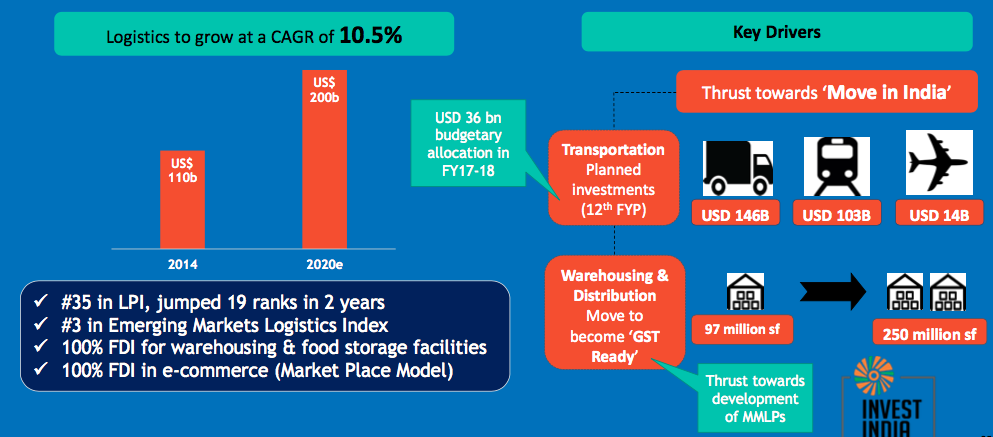 Logistics to grow at a CAGR of 10.5%
US$
110b
US$
200b
2014
2020e
✓ #35 in LPI, jumped 19 ranks in 2 years
✓ #3 in Emerging Markets Logistics Index
✓ 100% FDI for warehousing & food storage facilities
✓ 100% FDI in e-commerce (Market Place Model)
Key Drivers
Thrust towards ‘Move in India’
USD 36 bn
budgetary
allocation in
FY17-18
Transportation
Planned
investments
(12th FYP)
USD 146B
USD 103B
USD 14B
Warehousing &
Distribution
Move to
become ‘GST
Ready’
97 million sf
250 million sf
Thrust towards
development
of MMLPs
INVEST
INDIA